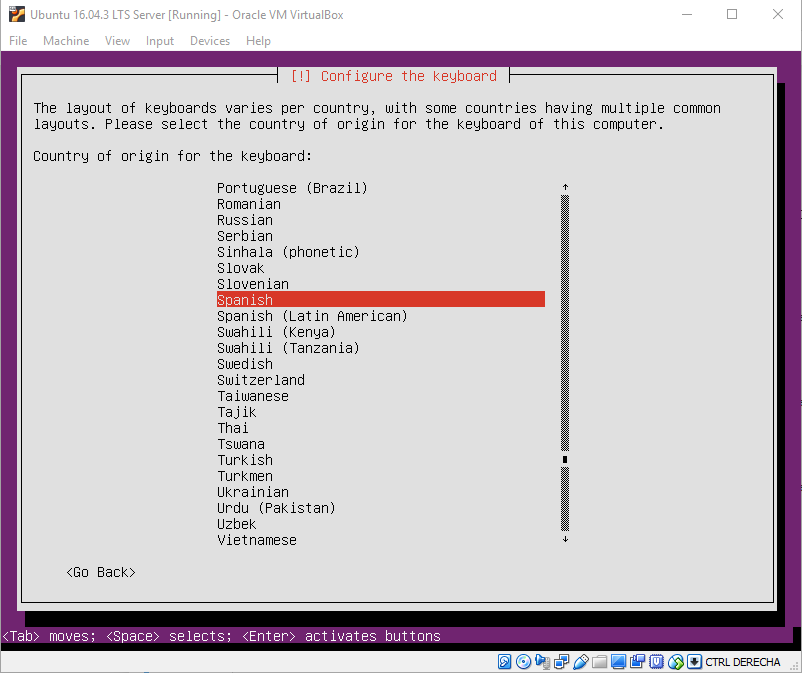 Ubuntu 16.04.3 LTS Server [Running] - Oracle VM VirtualBox
File Machine View Input Devices Help
[!] Configure the keyboard
The layout of keyboards varies per country, with some countries having multiple common
layouts. Please select the country of origin for the keyboard of this computer.
Country of origin for the keyboard:
Portuguese (Brazil)
Romanian
Russian
Serbian
Sinhala (phonetic)
Slovak
Slovenian
Spanish
Spanish (Latin American)
Swahili (Kenya)
Swahili (Tanzania)
Swedish
Switzerland
Taiwanese
Tajik
Thai
Tswana
Turkish
Turkmen
Ukrainian
Urdu (Pakistan)
Uzbek
Vietnamese
<Go Back>
<Tab> moves; <Space> selects; <Enter> activates buttons
CTRL DERECHA